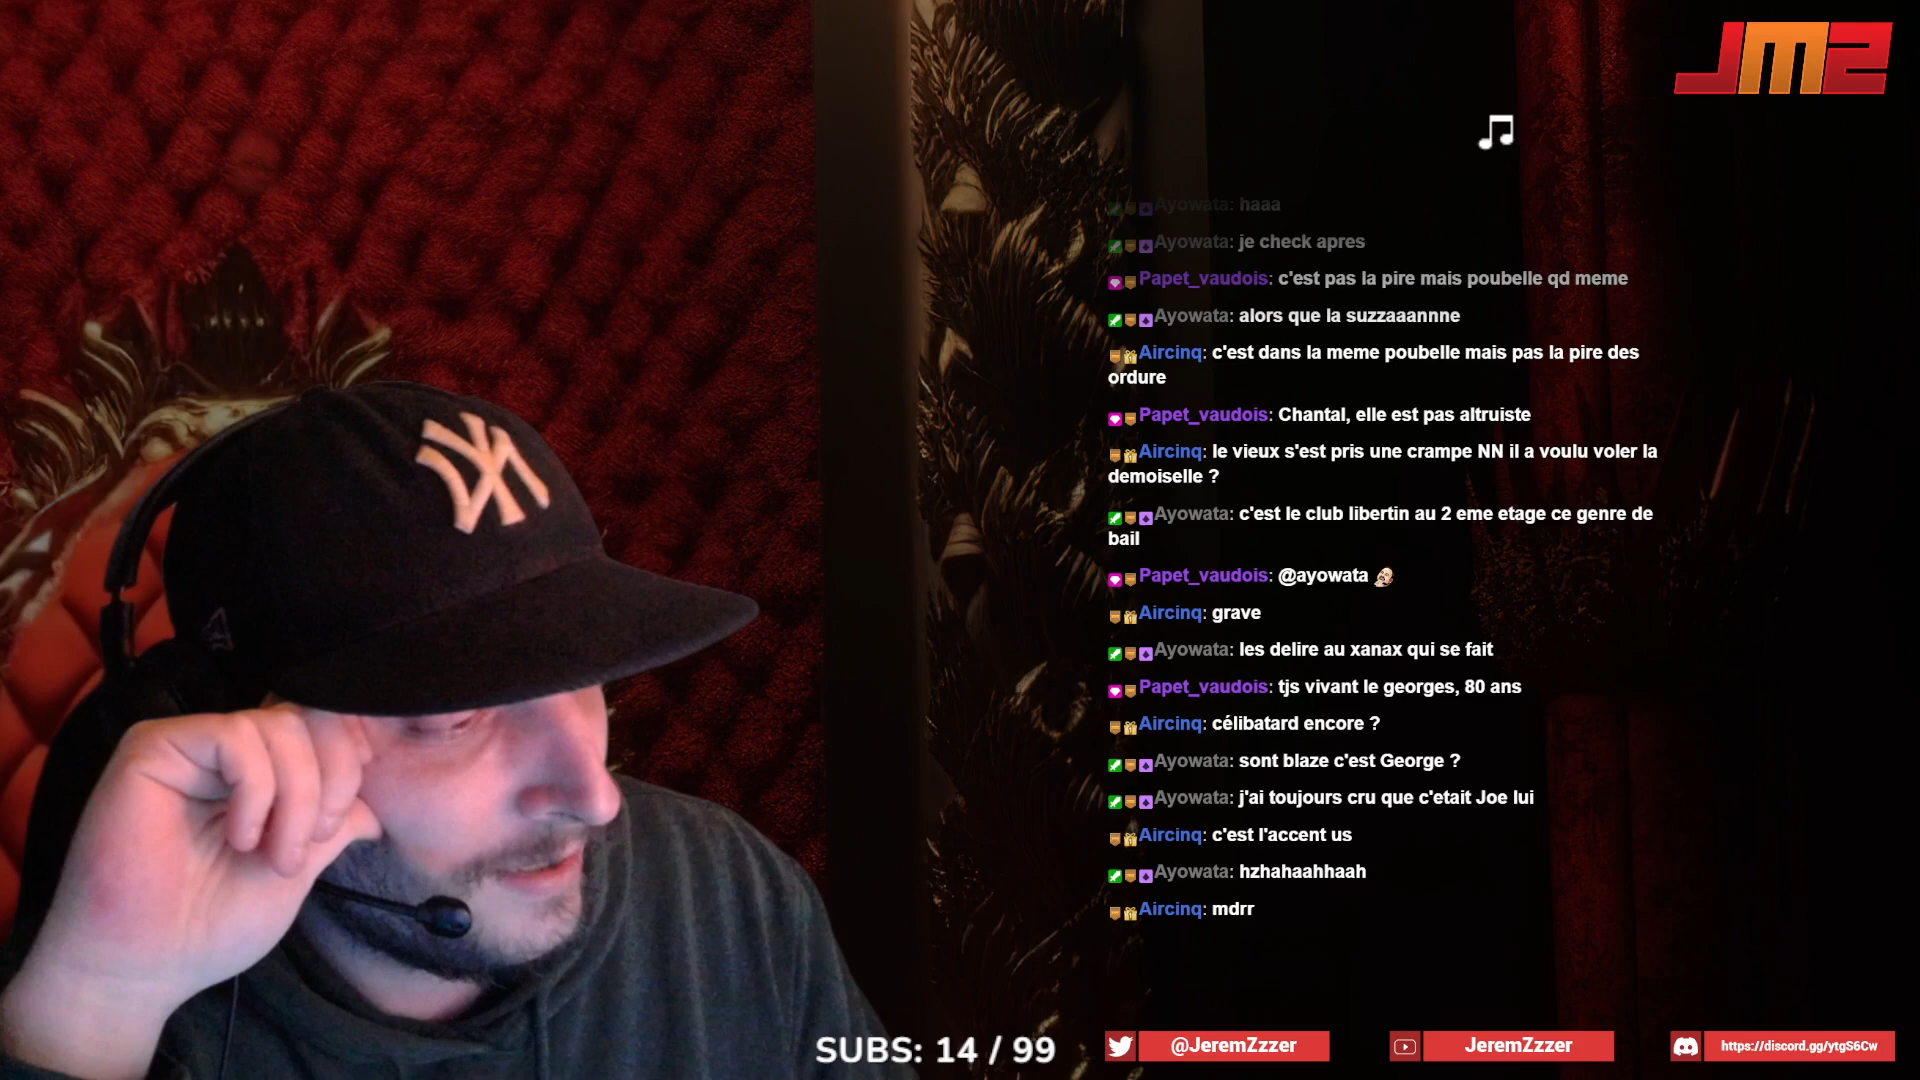 JMZ
Ayowata: haaa
Ayowata: je check apres
Papet_vaudois: c'est pas la pire mais poubelle qd meme
Ayowata: alors que la suzzaaannne
Aircinq: c'est dans la meme poubelle mais pas la pire des
ordure
Papet_vaudois: Chantal, elle est pas altruiste
Aircinq: le vieux s'est pris une crampe NN il a voulu voler la
demoiselle ?
Ayowata: c'est le club libertin au 2 eme etage ce genre de
bail
Papet_vaudois: @ayowata
Aircinq: grave
Ayowata: les delire au xanax qui se fait
Papet_vaudois: tjs vivant le georges, 80 ans
Aircinq: célibatard encore ?
Ayowata: sont blaze c'est George ?
Ayowata: j'ai toujours cru que c'etait Joe lui
Aircinq: c'est l'accent us
Ayowata: hzhahaahhaah
Aircinq: mdrr
NY
SUBS: 14 / 99
@JeremZzzer
JeremZzzer
https://discord.gg/ytgS6Cw